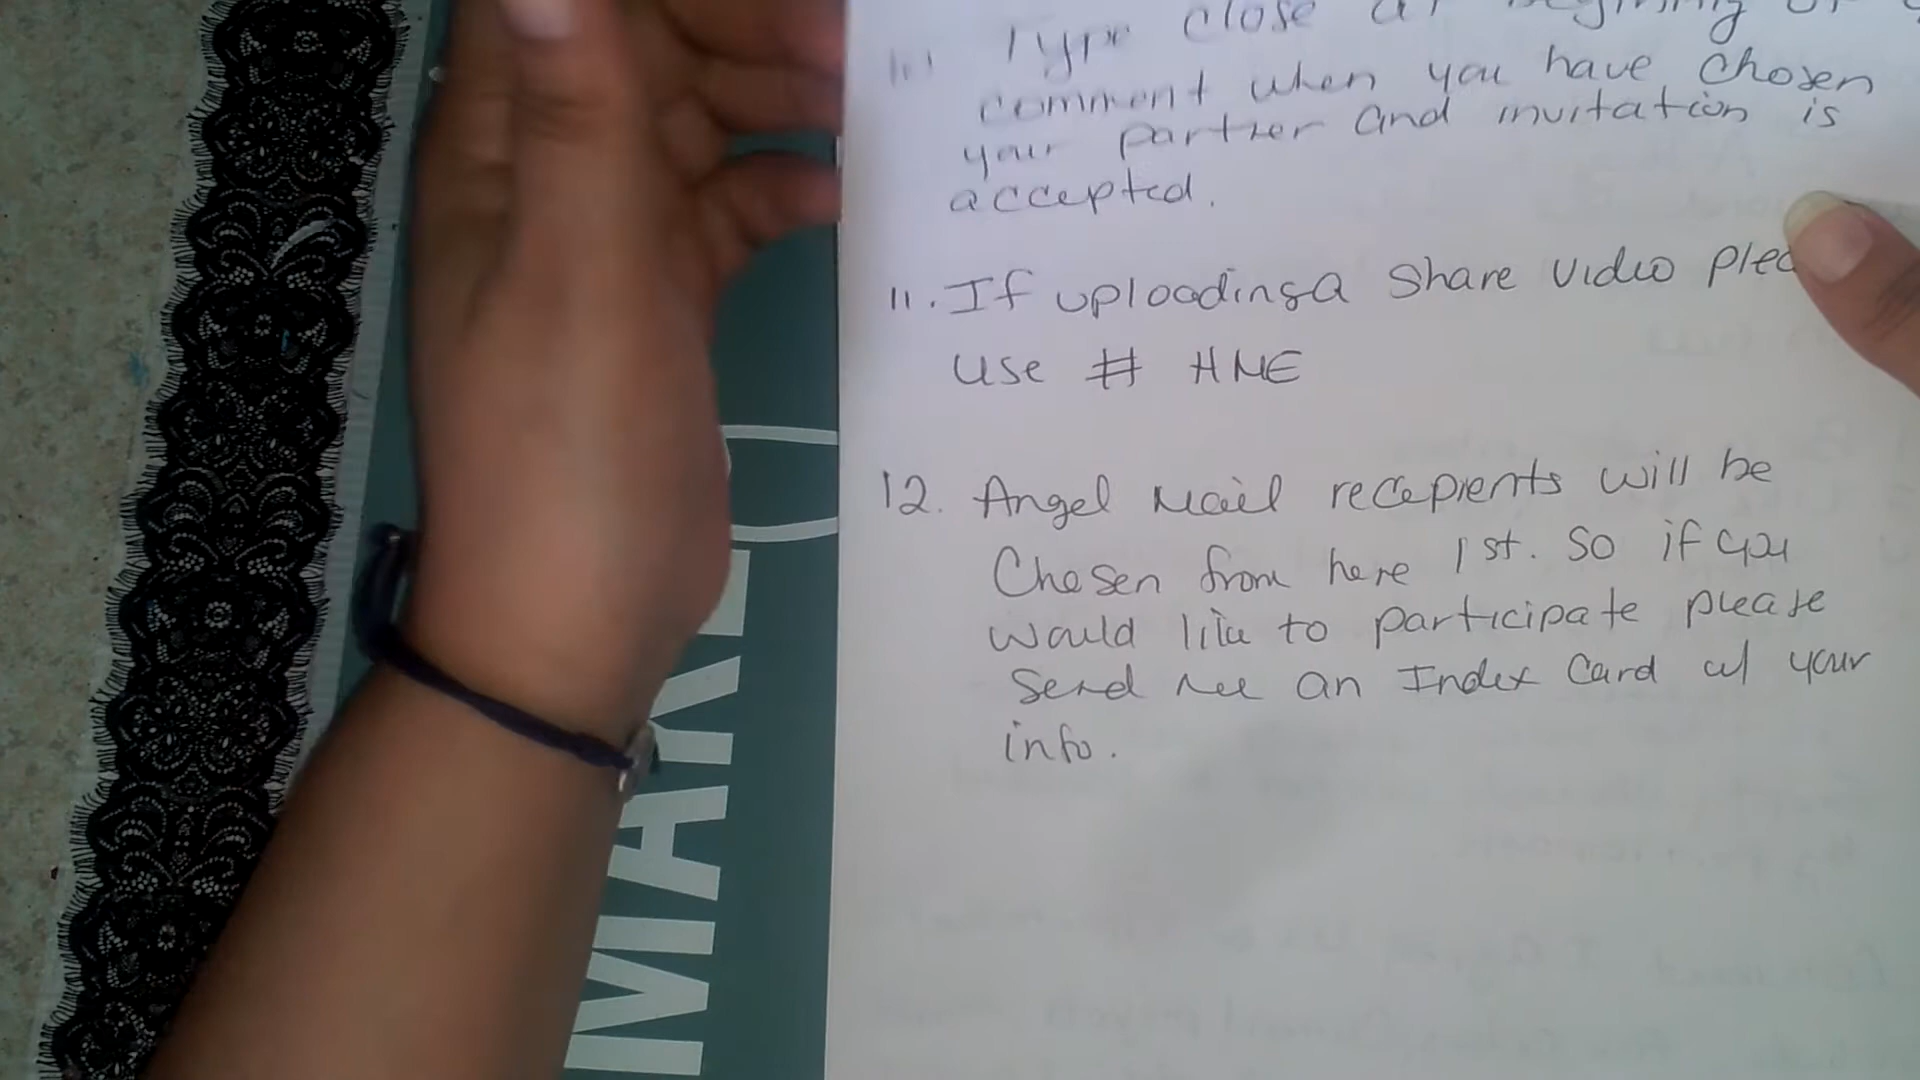 10. Type close at beginning of
comment when you have chosen
your partner and invitation is
accepted.
11. If uploading a share video
use # HME
12. Angel Mail recepients will be
Chosen from here 1st. So if you
would like to participate please
Send me an Index Card w/ your
info.
MAKE